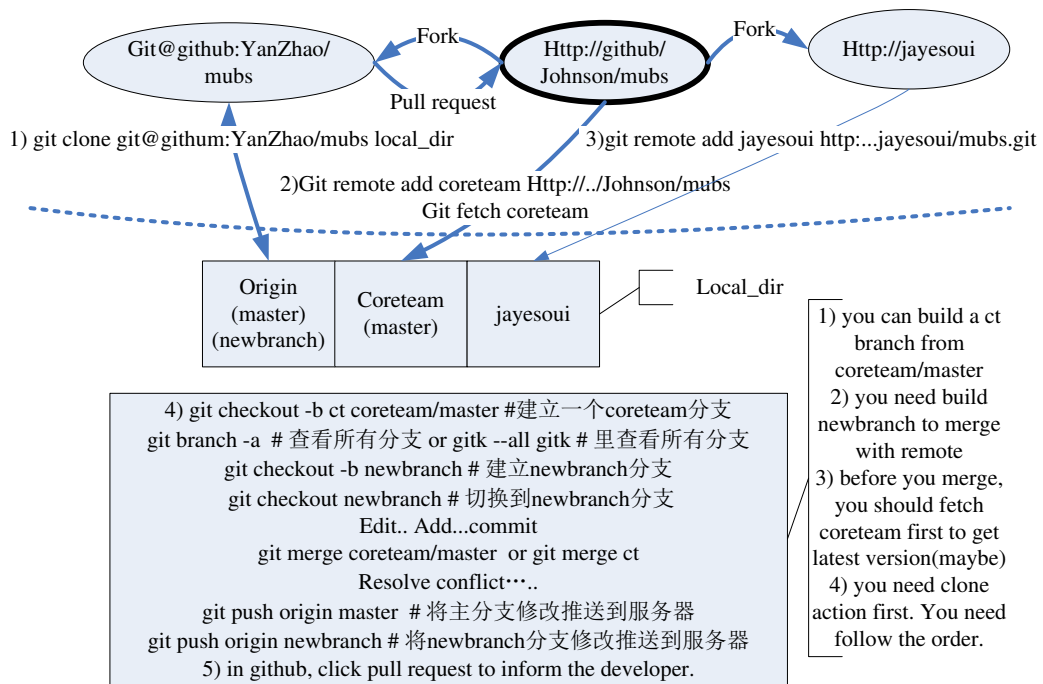 Git@github:YanZhao/
mubs
Fork
Http://github/
Johnson/mubs
Fork
Http://jayesoui
Pull request
1) git clone git@githum:YanZhao/mubs local_dir
3)git remote add jayesoui http:...jayesoui/mubs.git
2)Git remote add coreteam Http://../Johnson/mubs
Git fetch coreteam
Origin
(master)
(newbranch)
Coreteam
(master)
jayesoui
Local_dir
1) you can build a ct
branch from
coreteam/master
2) you need build
newbranch to merge
with remote
3) before you merge,
you should fetch
coreteam first to get
latest version(maybe)
4) you need clone
action first. You need
follow the order.
4) git checkout -b ct coreteam/master #建立一个coreteam分支
git branch -a  # 查看所有分支 or gitk --all gitk # 里查看所有分支
git checkout -b newbranch # 建立newbranch分支
git checkout newbranch # 切换到newbranch分支
Edit.. Add...commit
git merge coreteam/master  or git merge ct
Resolve conflict…..
git push origin master  # 将主分支修改推送到服务器
git push origin newbranch # 将newbranch分支修改推送到服务器
5) in github, click pull request to inform the developer.